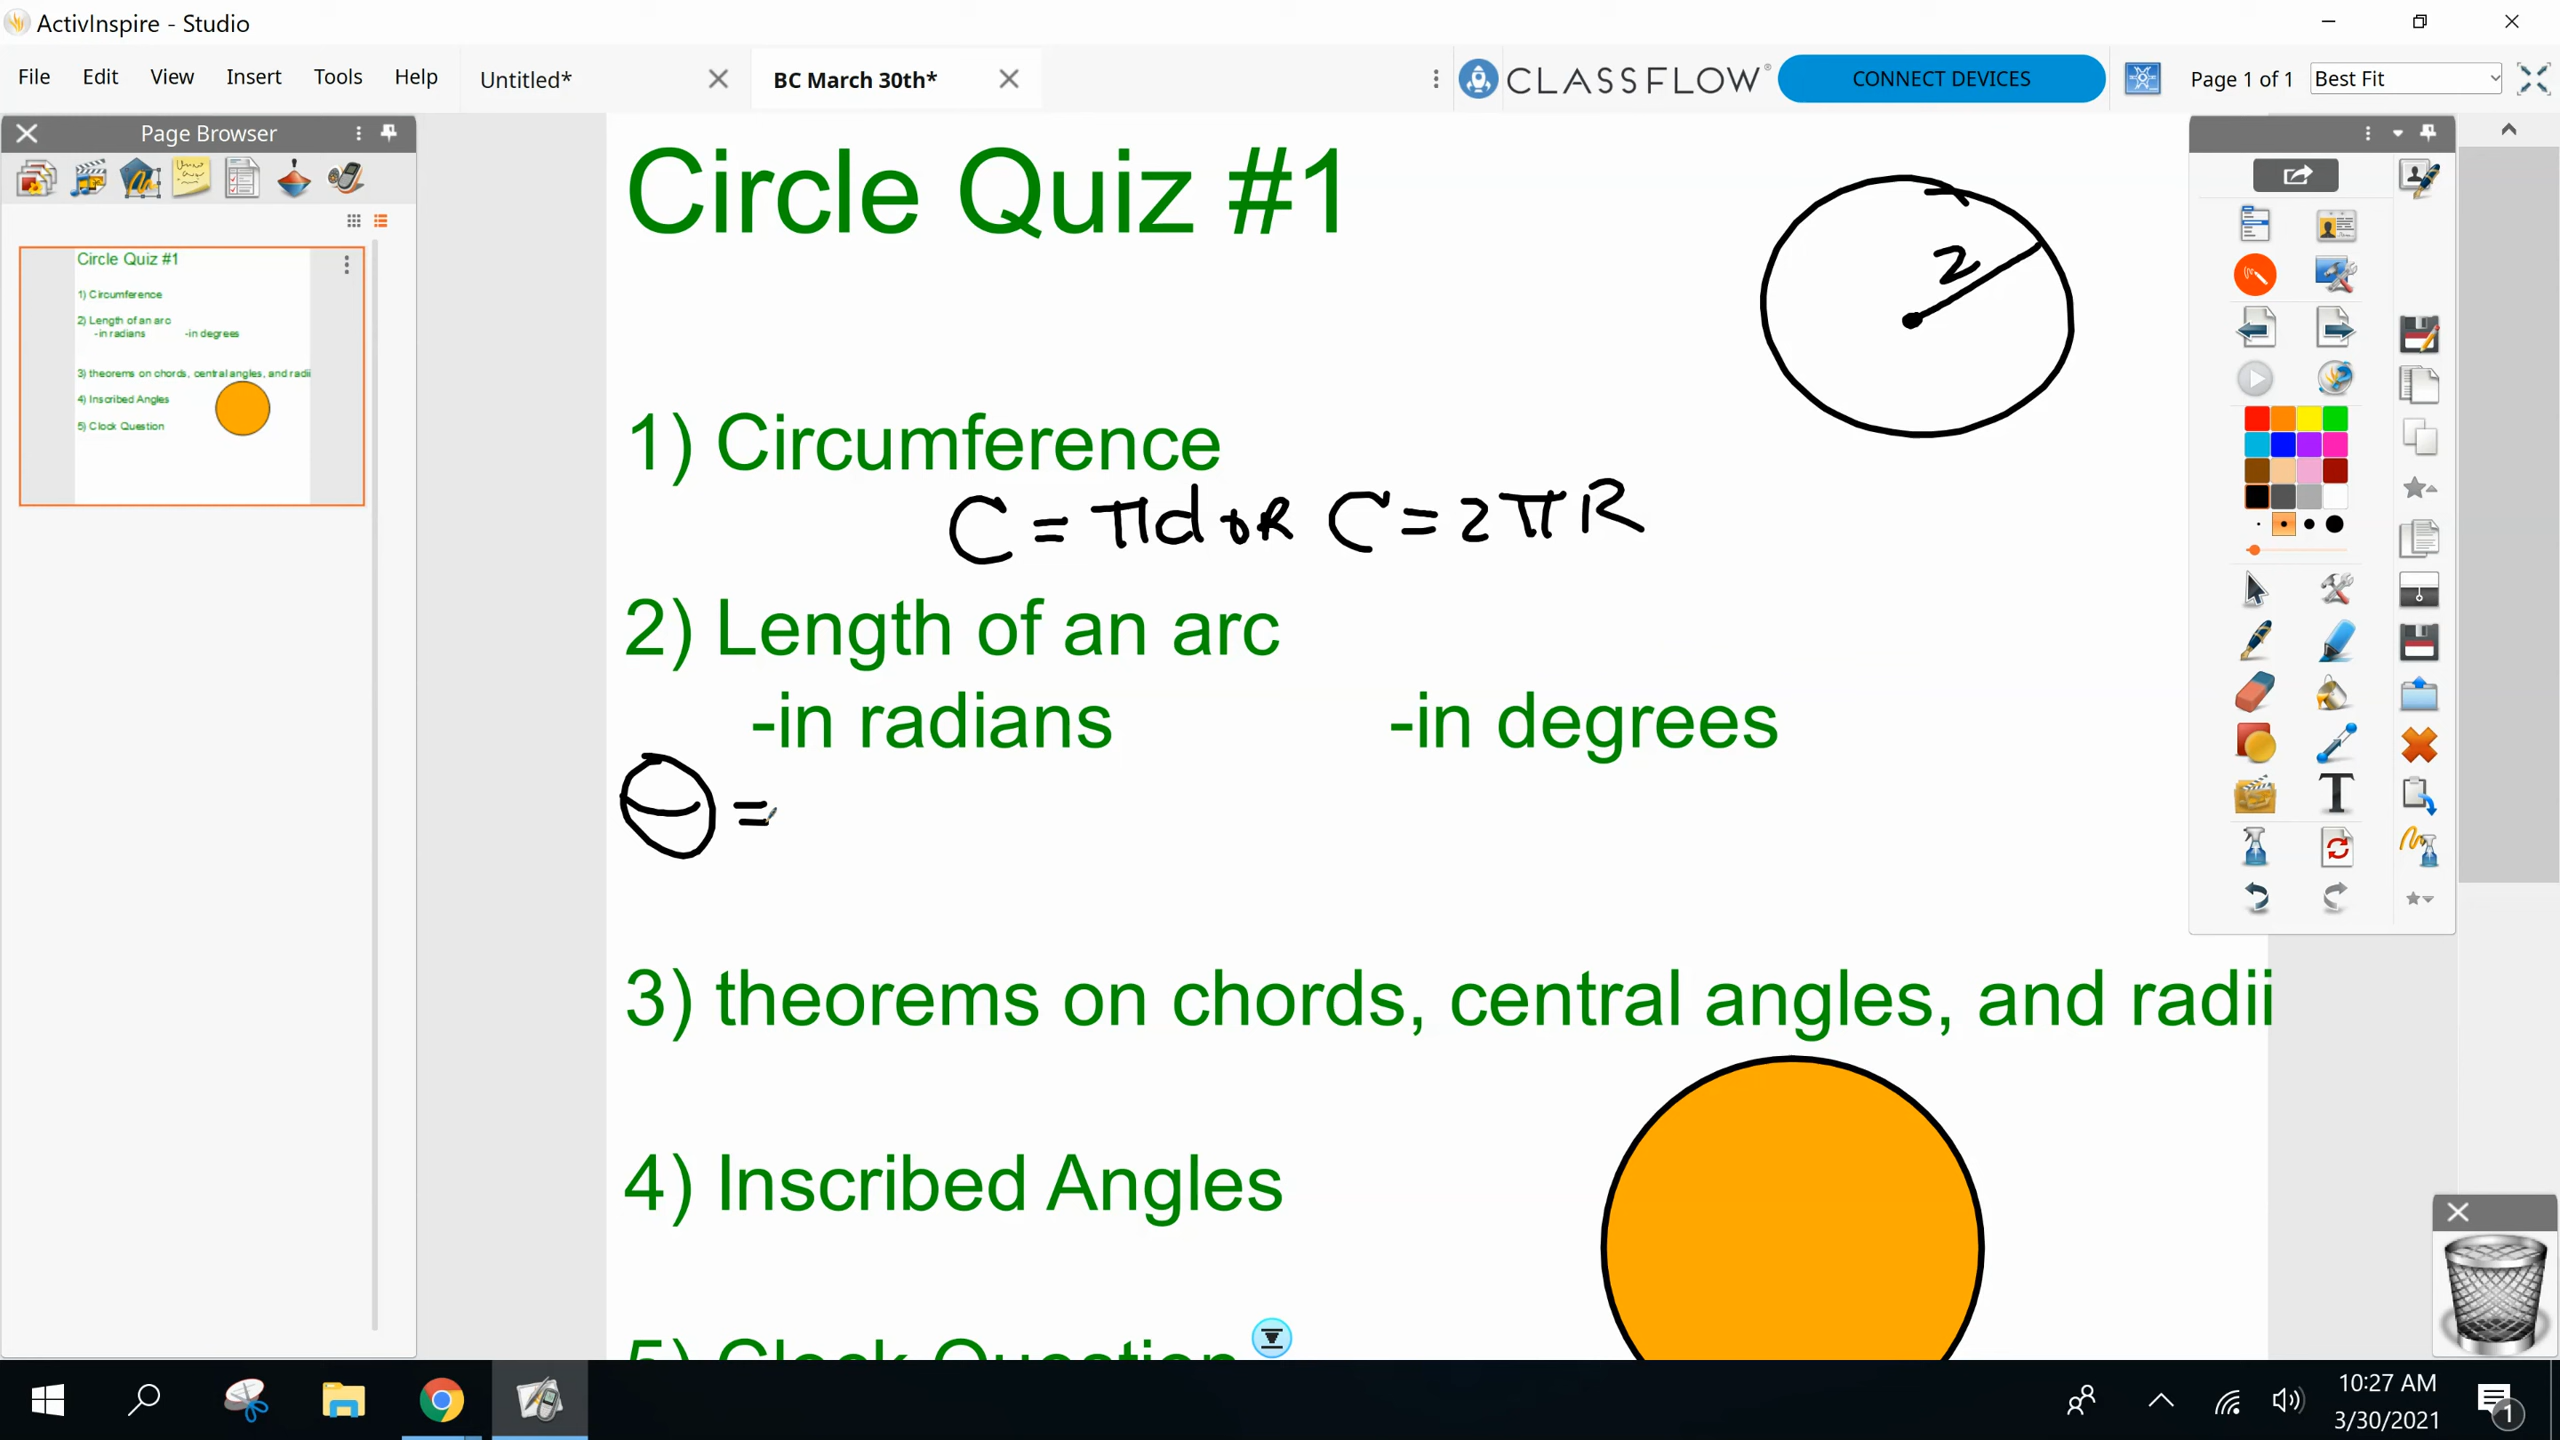 ActivInspire - Studio
File Edit View Insert Tools Help Untitled* BC March 30th* CLASSFLOW® CONNECT DEVICES Page 1 of 1 Best Fit
Page Browser
Circle Quiz #1
1) Circumference
2) Length of an arc
-in radians -in degrees
3) theorems on chords, central angles, and radii
4) Inscribed Angles
5) Clock Question
Circle Quiz #1
2
1) Circumference
C = πd OR C = 2πR
2) Length of an arc
-in radians -in degrees
Θ =
3) theorems on chords, central angles, and radii
4) Inscribed Angles
5) Clock Question
T
10:27 AM
3/30/2021
1